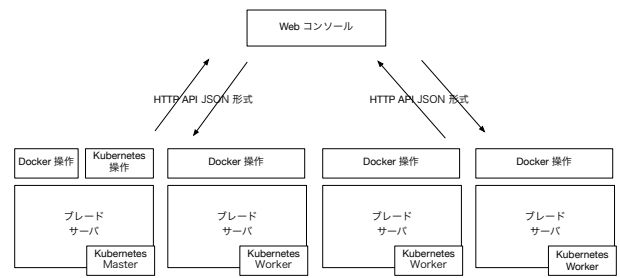 Web コンソール
HTTP API JSON 形式
HTTP API JSON 形式
Docker 操作
Kubernetes
操作
Docker 操作
Docker 操作
Docker 操作
ブレード
サーバ
Kubernetes
Master
ブレード
サーバ
Kubernetes
Worker
ブレード
サーバ
Kubernetes
Worker
ブレード
サーバ
Kubernetes
Worker